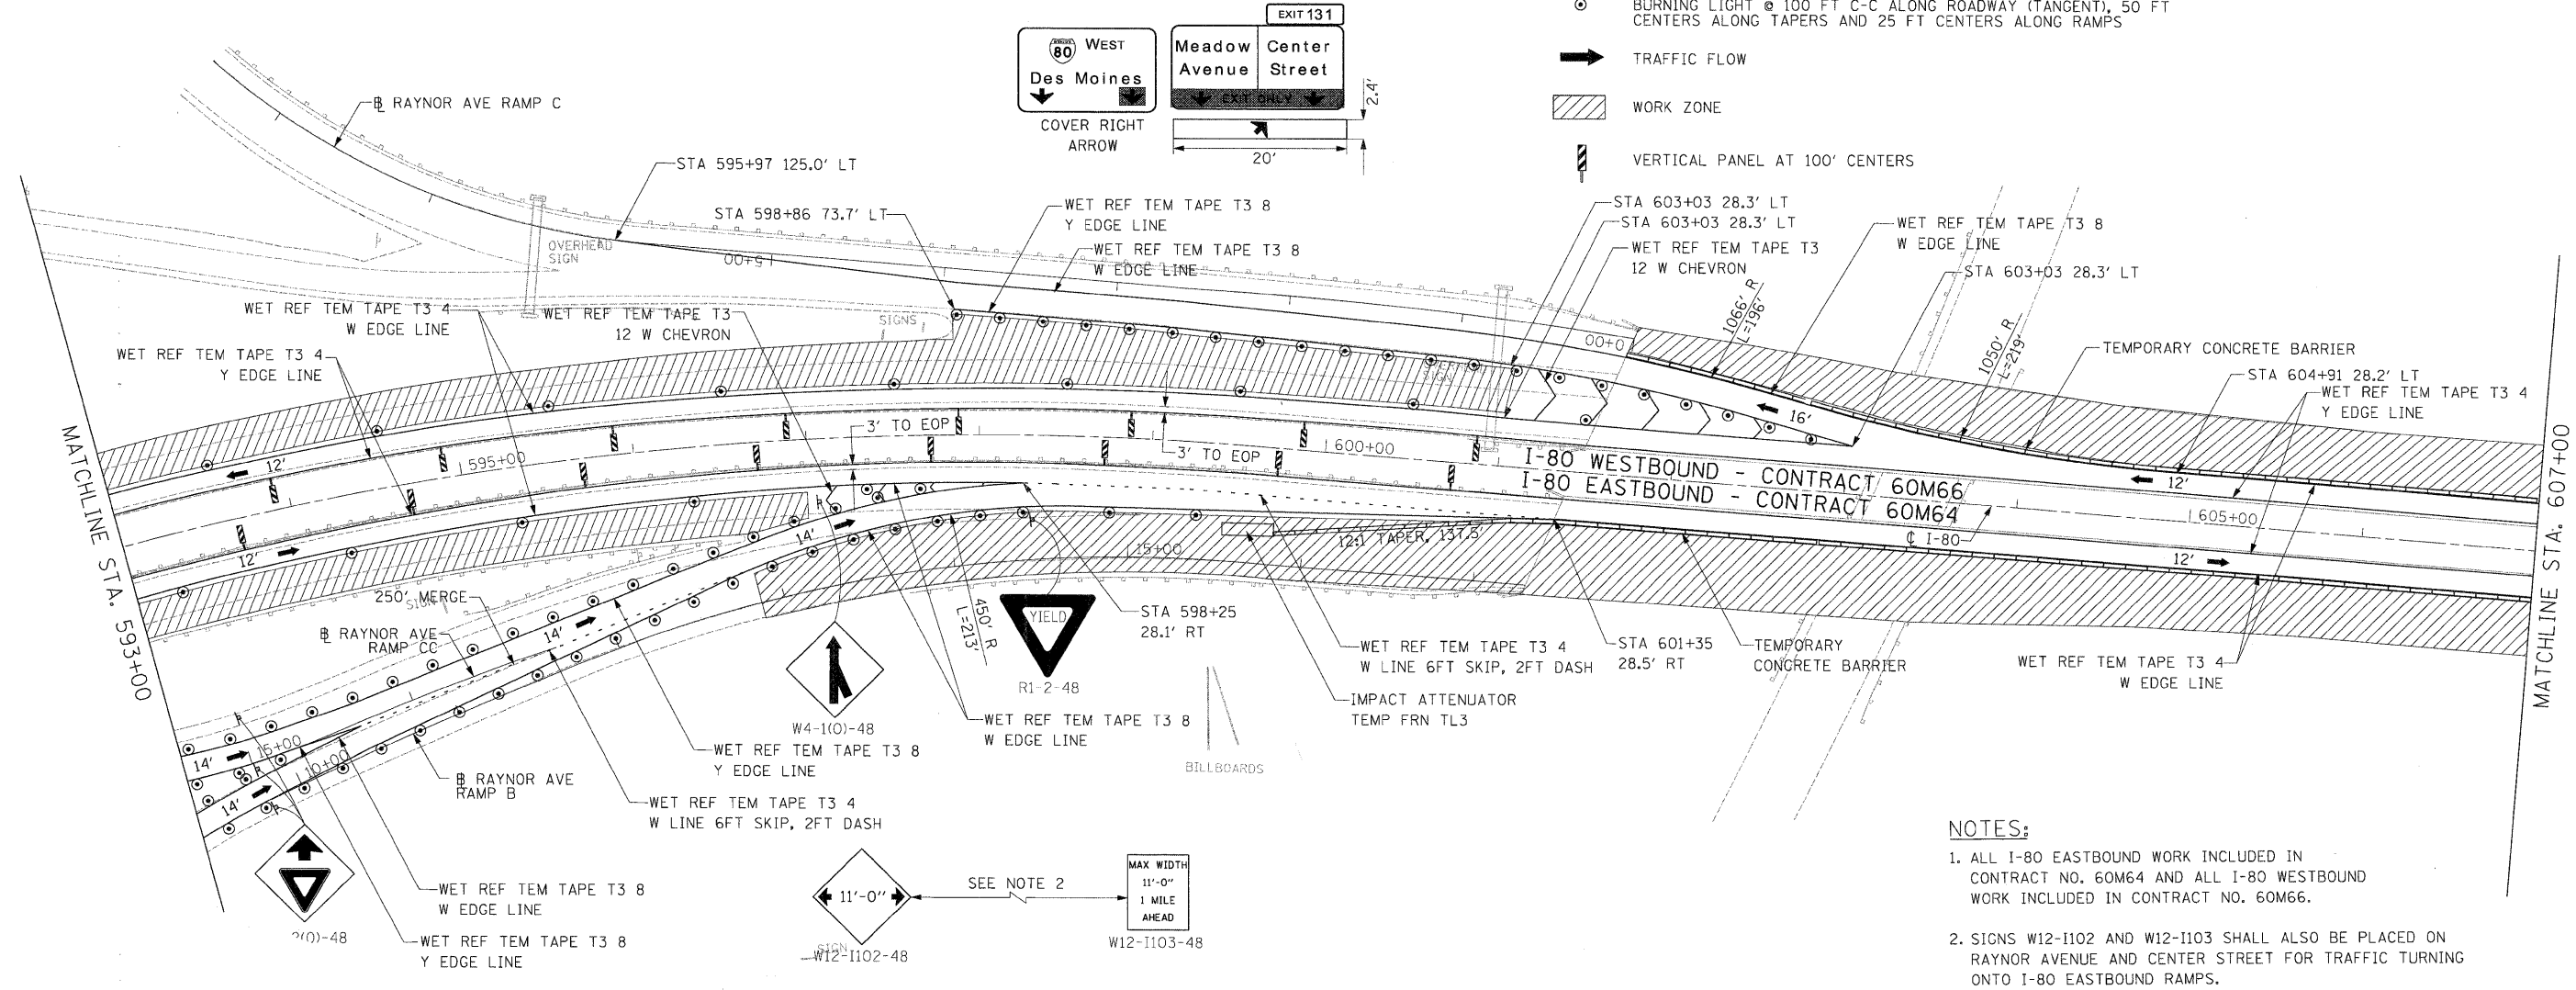 EXIT 131
80 WEST
Des Moines
Meadow Avenue
Center Street
EXIT ONLY
COVER RIGHT
ARROW
20'
2.4'
BURNING LIGHT @ 100 FT C-C ALONG ROADWAY (TANGENT), 50 FT
CENTERS ALONG TAPERS AND 25 FT CENTERS ALONG RAMPS
TRAFFIC FLOW
WORK ZONE
VERTICAL PANEL AT 100' CENTERS
RAYNOR AVE RAMP C
STA 595+97 125.0' LT
STA 598+86 73.7' LT
WET REF TEM TAPE T3 8
Y EDGE LINE
WET REF TEM TAPE T3 8
W EDGE LINE
STA 603+03 28.3' LT
STA 603+03 28.3' LT
WET REF TEM TAPE T3
12 W CHEVRON
WET REF TEM TAPE T3 8
W EDGE LINE
STA 603+03 28.3' LT
OVERHEAD
SIGN
15+00
WET REF TEM TAPE T3 4
W EDGE LINE
WET REF TEM TAPE T3
12 W CHEVRON
SIGNS
WET REF TEM TAPE T3 4
Y EDGE LINE
0+00
OVERHEAD
SIGN
1066' R
L=196'
1050' R
L=219'
TEMPORARY CONCRETE BARRIER
STA 604+91 28.2' LT
WET REF TEM TAPE T3 4
Y EDGE LINE
MATCHLINE STA. 593+00
MATCHLINE STA. 607+00
12'
595+00
3' TO EOP
3' TO EOP
600+00
16'
I-80 WESTBOUND - CONTRACT 60M66
I-80 EASTBOUND - CONTRACT 60M64
12'
605+00
℄ I-80
12'
12'
14'
12:1 TAPER, 137.5'
15+00
250' MERGE
SIGN
RAYNOR AVE
RAMP CC
14'
450' R
L=213'
YIELD
R1-2-48
STA 598+25
28.1' RT
WET REF TEM TAPE T3 4
W LINE 6FT SKIP, 2FT DASH
STA 601+35
28.5' RT
TEMPORARY
CONCRETE BARRIER
WET REF TEM TAPE T3 4
W EDGE LINE
IMPACT ATTENUATOR
TEMP FRN TL3
W4-1(O)-48
WET REF TEM TAPE T3 8
W EDGE LINE
WET REF TEM TAPE T3 8
Y EDGE LINE
BILLBOARDS
14'
15+00
10+00
14'
RAYNOR AVE
RAMP B
WET REF TEM TAPE T3 4
W LINE 6FT SKIP, 2FT DASH
WET REF TEM TAPE T3 8
W EDGE LINE
WET REF TEM TAPE T3 8
Y EDGE LINE
2(O)-48
11'-0"
SIGN
W12-I102-48
SEE NOTE 2
MAX WIDTH
11'-0"
1 MILE
AHEAD
W12-I103-48
NOTES:
1. ALL I-80 EASTBOUND WORK INCLUDED IN
CONTRACT NO. 60M64 AND ALL I-80 WESTBOUND
WORK INCLUDED IN CONTRACT NO. 60M66.
2. SIGNS W12-I102 AND W12-I103 SHALL ALSO BE PLACED ON
RAYNOR AVENUE AND CENTER STREET FOR TRAFFIC TURNING
ONTO I-80 EASTBOUND RAMPS.